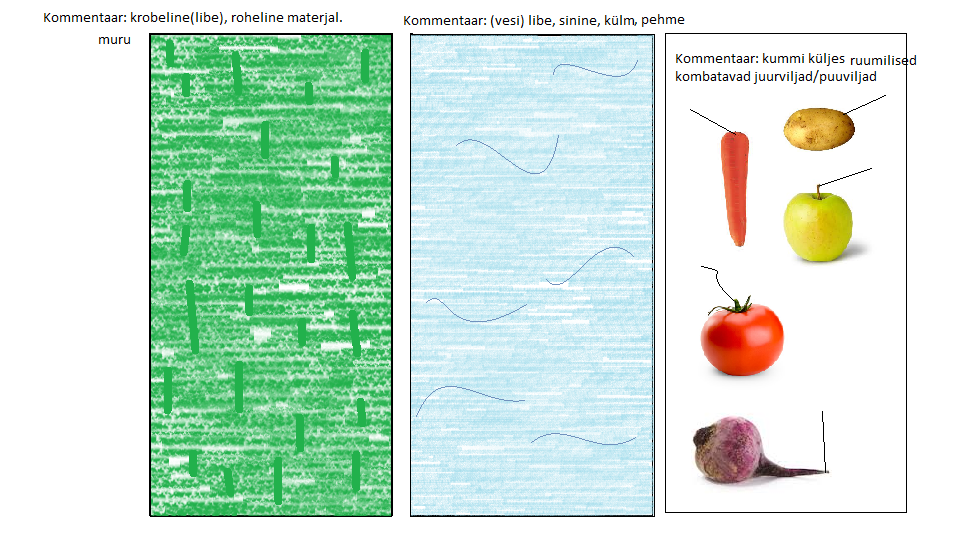 Kommentaar: krobeline(libe), roheline materjal.
muru
Kommentaar: (vesi) libe, sinine, külm, pehme
Kommentaar: kummi küljes ruumilised
kombatavad juurviljad/puuviljad